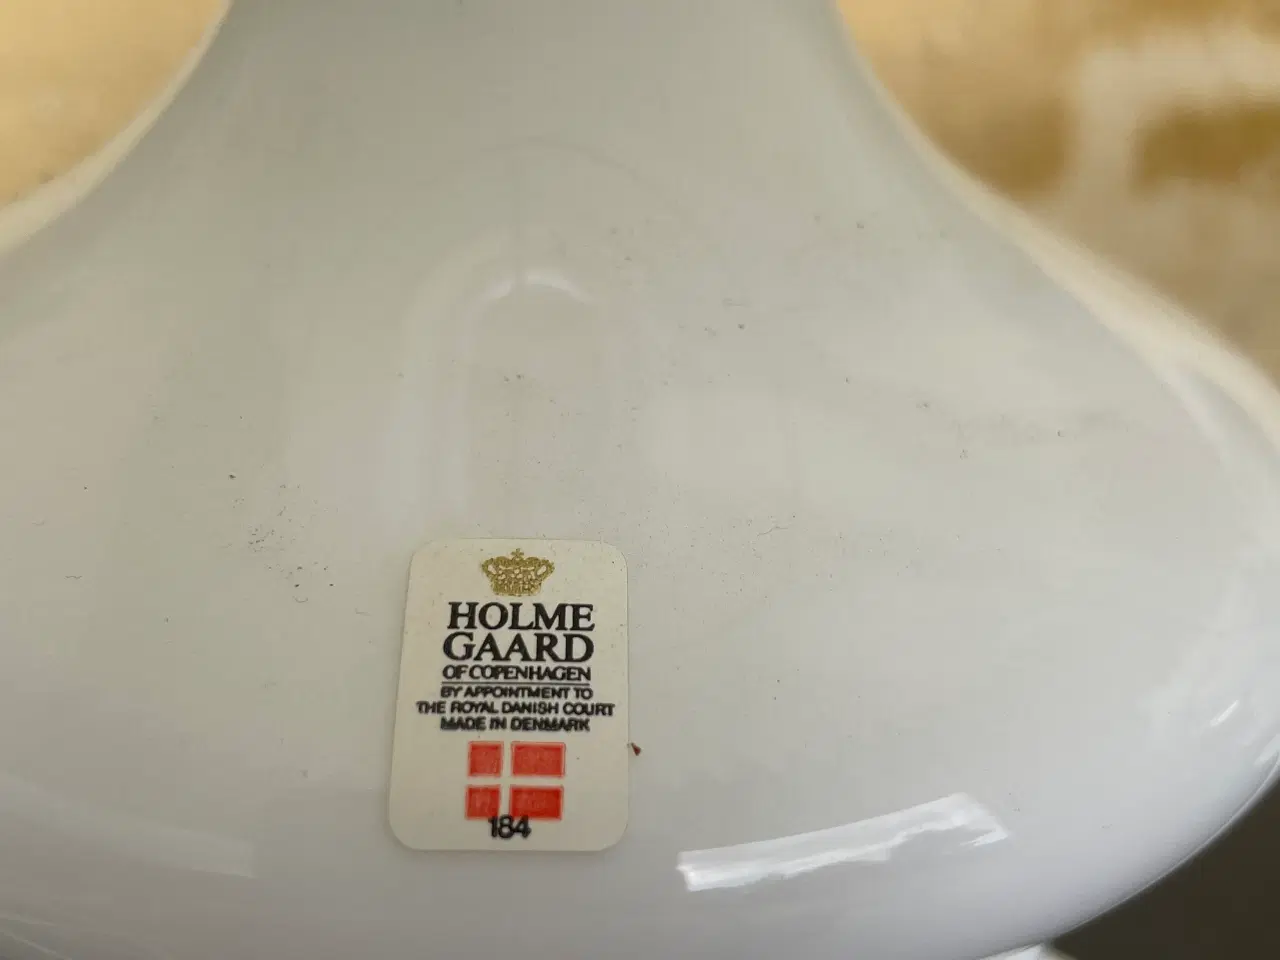 HOLME
GAARD
OF COPENHAGEN
BY APPOINTMENT TO
THE ROYAL DANISH COURT
MADE IN DENMARK
184